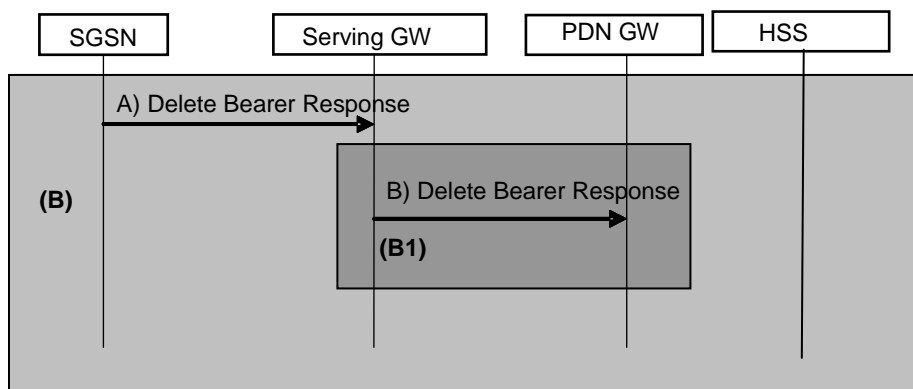 SGSN
Serving GW
PDN GW
HSS
A) Delete Bearer Response
(B)
B) Delete Bearer Response
(B1)